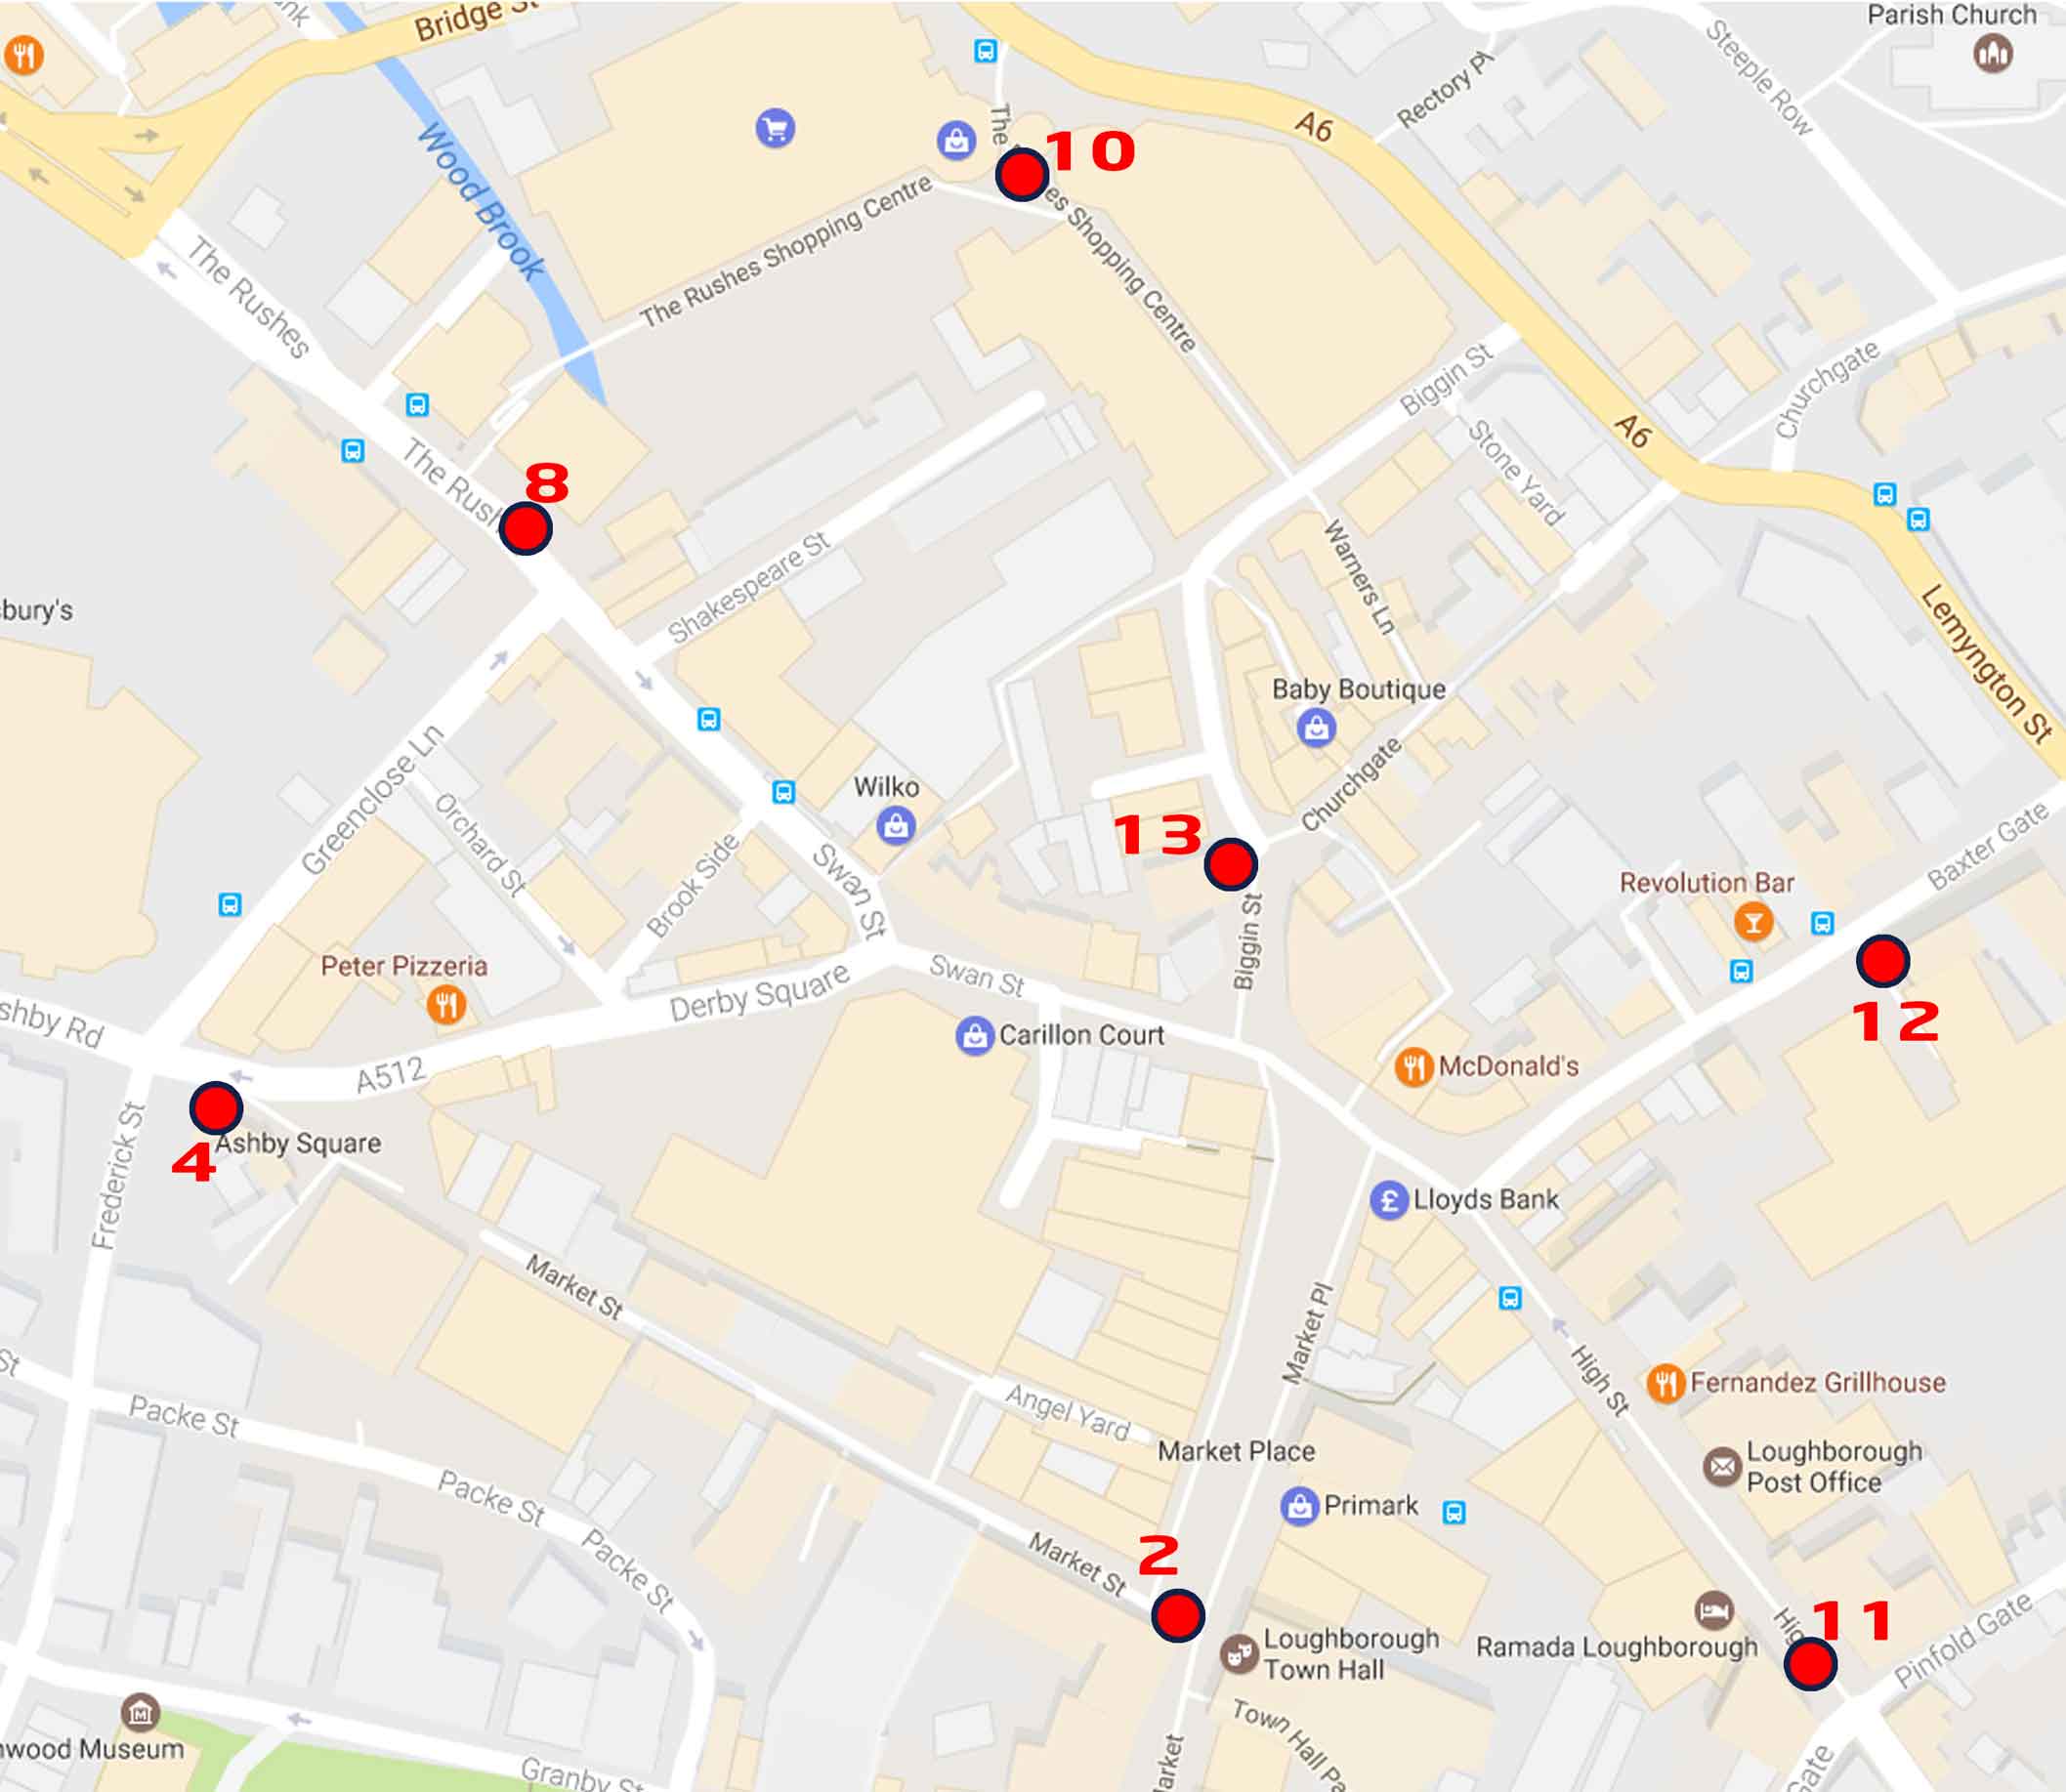 Bridge St
Parish Church
Steeple Row
Rectory Pl
A6
10
The
Wood Brook
The Rushes Shopping Centre
es Shopping Centre
The Rushes
Churchgate
Biggin St
A6
Stone Yard
8
The Rush
Warners Ln
Shakespeare St
bury's
Lemyngton St
Baby Boutique
Greenclose Ln
Wilko
Churchgate
Orchard St
Brook Side
Swan St
13
Baxter Gate
Revolution Bar
Biggin St
Peter Pizzeria
Swan St
Derby Square
12
shby Rd
Carillon Court
McDonald's
A512
Ashby Square
4
Frederick St
Lloyds Bank
Market St
Market Pl
High St
Fernandez Grillhouse
St
Packe St
Angel Yard
Market Place
Loughborough
Post Office
Packe St
Primark
2
Market St
Packe St
11
Hig
Loughborough
Town Hall
Ramada Loughborough
Pinfold Gate
wood Museum
Town Hall Pa
arket
Gate
Granby St